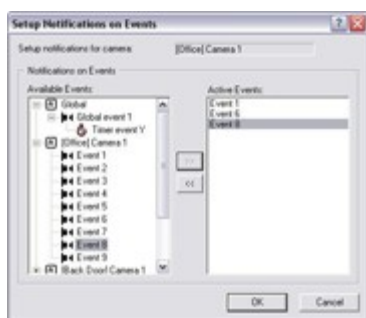 Setup Notifications on Events
Setup notifications for camera:
[Office] Camera 1
Notifications on Events
Available Events:
Global
Global event 1
Timer event Y
[Office] Camera 1
Event 1
Event 2
Event 3
Event 4
Event 5
Event 6
Event 7
Event 8
Event 9
[Back Door] Camera 1
>>
<<
Active Events:
Event 1
Event 6
Event 8
OK
Cancel